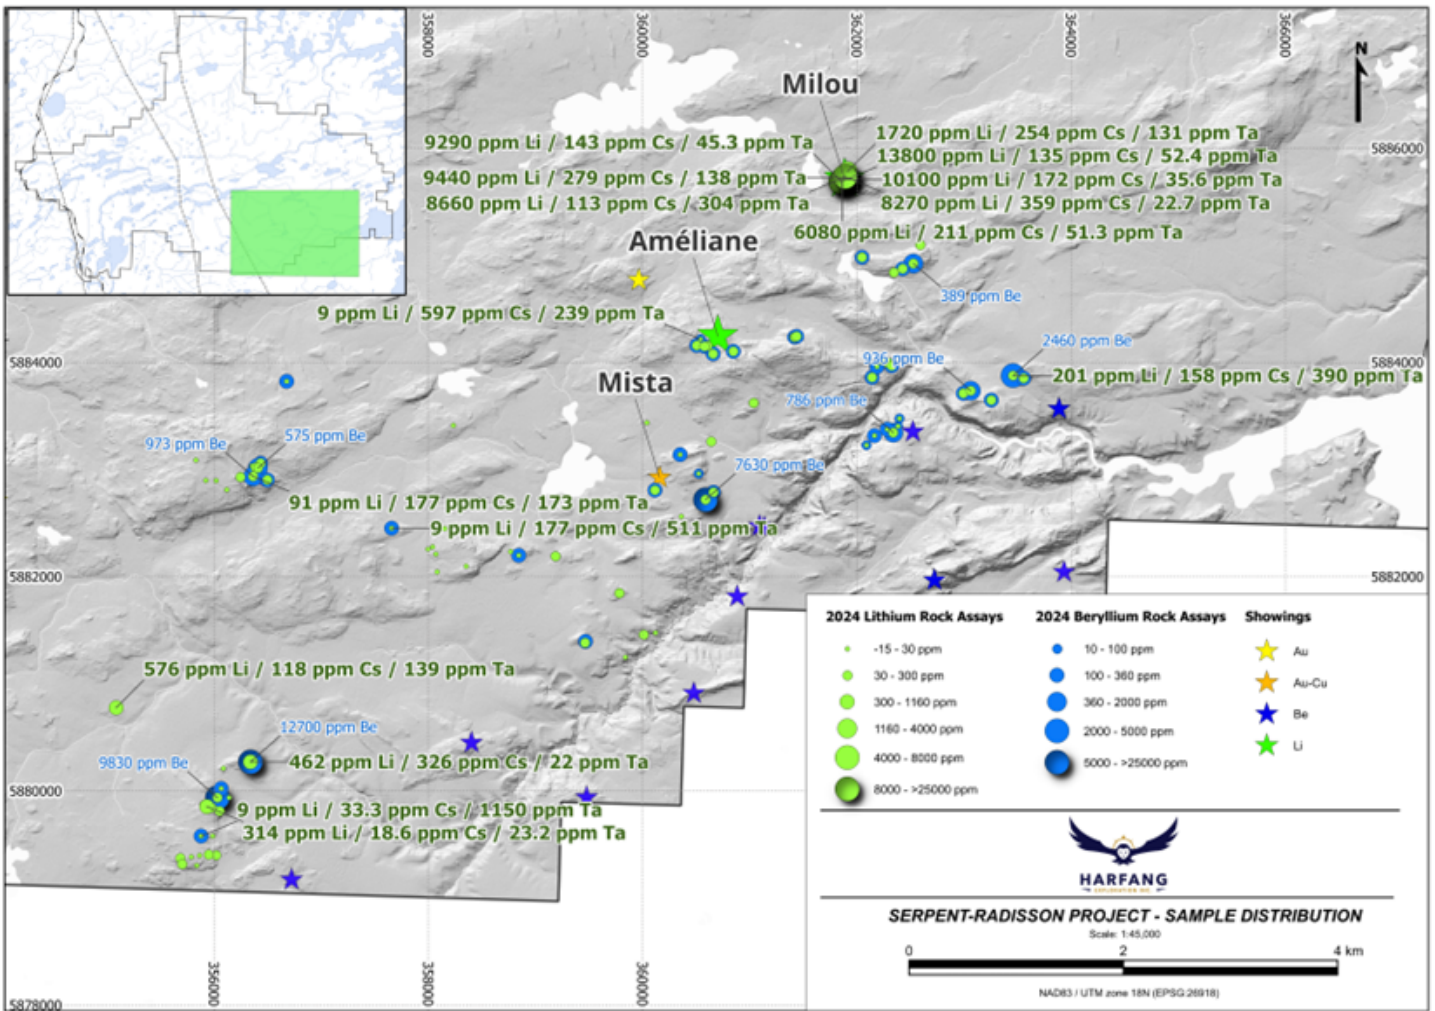 358000
360000
362000
364000
366000
N
Milou
9290 ppm Li / 143 ppm Cs / 45.3 ppm Ta
1720 ppm Li / 254 ppm Cs / 131 ppm Ta
5886000
13800 ppm Li / 135 ppm Cs / 52.4 ppm Ta
9440 ppm Li / 279 ppm Cs / 138 ppm Ta
10100 ppm Li / 172 ppm Cs / 35.6 ppm Ta
8660 ppm Li / 113 ppm Cs / 304 ppm Ta
8270 ppm Li / 359 ppm Cs / 22.7 ppm Ta
6080 ppm Li / 211 ppm Cs / 51.3 ppm Ta
Améliane
389 ppm Be
9 ppm Li / 597 ppm Cs / 239 ppm Ta
2460 ppm Be
5884000
936 ppm Be
5884000
201 ppm Li / 158 ppm Cs / 390 ppm Ta
Mista
786 ppm Be
973 ppm Be
575 ppm Be
7630 ppm Be
91 ppm Li / 177 ppm Cs / 173 ppm Ta
9 ppm Li / 177 ppm Cs / 511 ppm Ta
5882000
5882000
576 ppm Li / 118 ppm Cs / 139 ppm Ta
12700 ppm Be
9830 ppm Be
462 ppm Li / 326 ppm Cs / 22 ppm Ta
5880000
9 ppm Li / 33.3 ppm Cs / 1150 ppm Ta
314 ppm Li / 18.6 ppm Cs / 23.2 ppm Ta
356000
358000
360000
5878000
2024 Lithium Rock Assays
-15 - 30 ppm
30 - 300 ppm
300 - 1160 ppm
1160 - 4000 ppm
4000 - 8000 ppm
8000 - >25000 ppm
2024 Beryllium Rock Assays
10 - 100 ppm
100 - 360 ppm
360 - 2000 ppm
2000 - 5000 ppm
5000 - >25000 ppm
Showings
Au
Au-Cu
Be
Li
HARFANG
EXPLORATION INC.
SERPENT-RADISSON PROJECT - SAMPLE DISTRIBUTION
Scale: 1:45,000
0 2 4 km
NAD83 / UTM zone 18N (EPSG:26918)